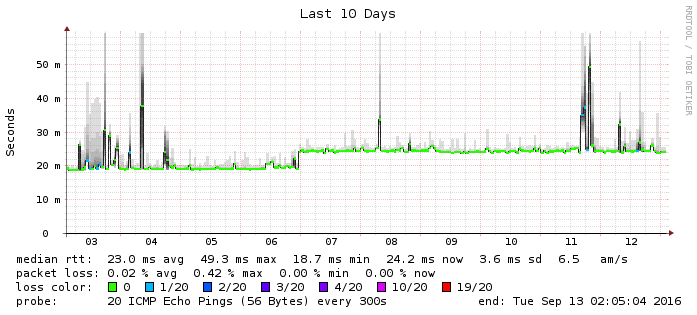 Last 10 Days
RRDTOOL / TOBI OETIKER
Seconds
50 m
40 m
30 m
20 m
10 m
0
03 04 05 06 07 08 09 10 11 12
median rtt: 23.0 ms avg 49.3 ms max 18.7 ms min 24.2 ms now 3.6 ms sd 6.5 am/s
packet loss: 0.02 % avg 0.42 % max 0.00 % min 0.00 % now
loss color: 0 1/20 2/20 3/20 4/20 10/20 19/20
probe: 20 ICMP Echo Pings (56 Bytes) every 300s end: Tue Sep 13 02:05:04 2016